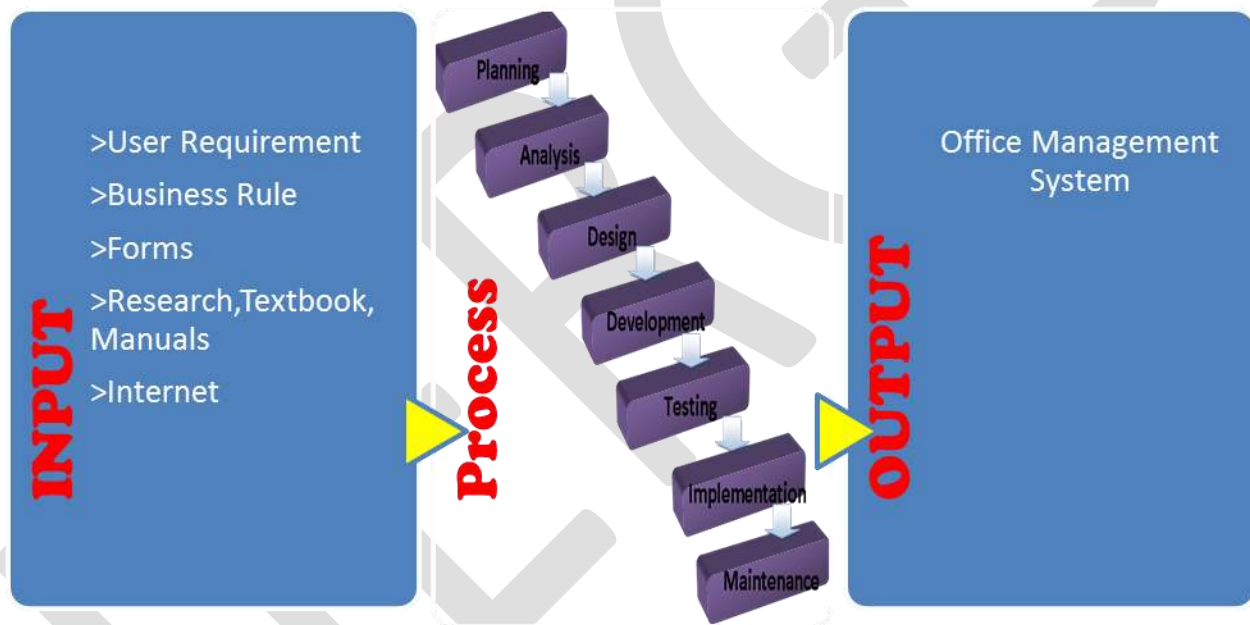 INPUT
>User Requirement
>Business Rule
>Forms
>Research,Textbook,
Manuals
>Internet
Process
Planning
Analysis
Design
Development
Testing
Implementation
Maintenance
OUTPUT
Office Management
System